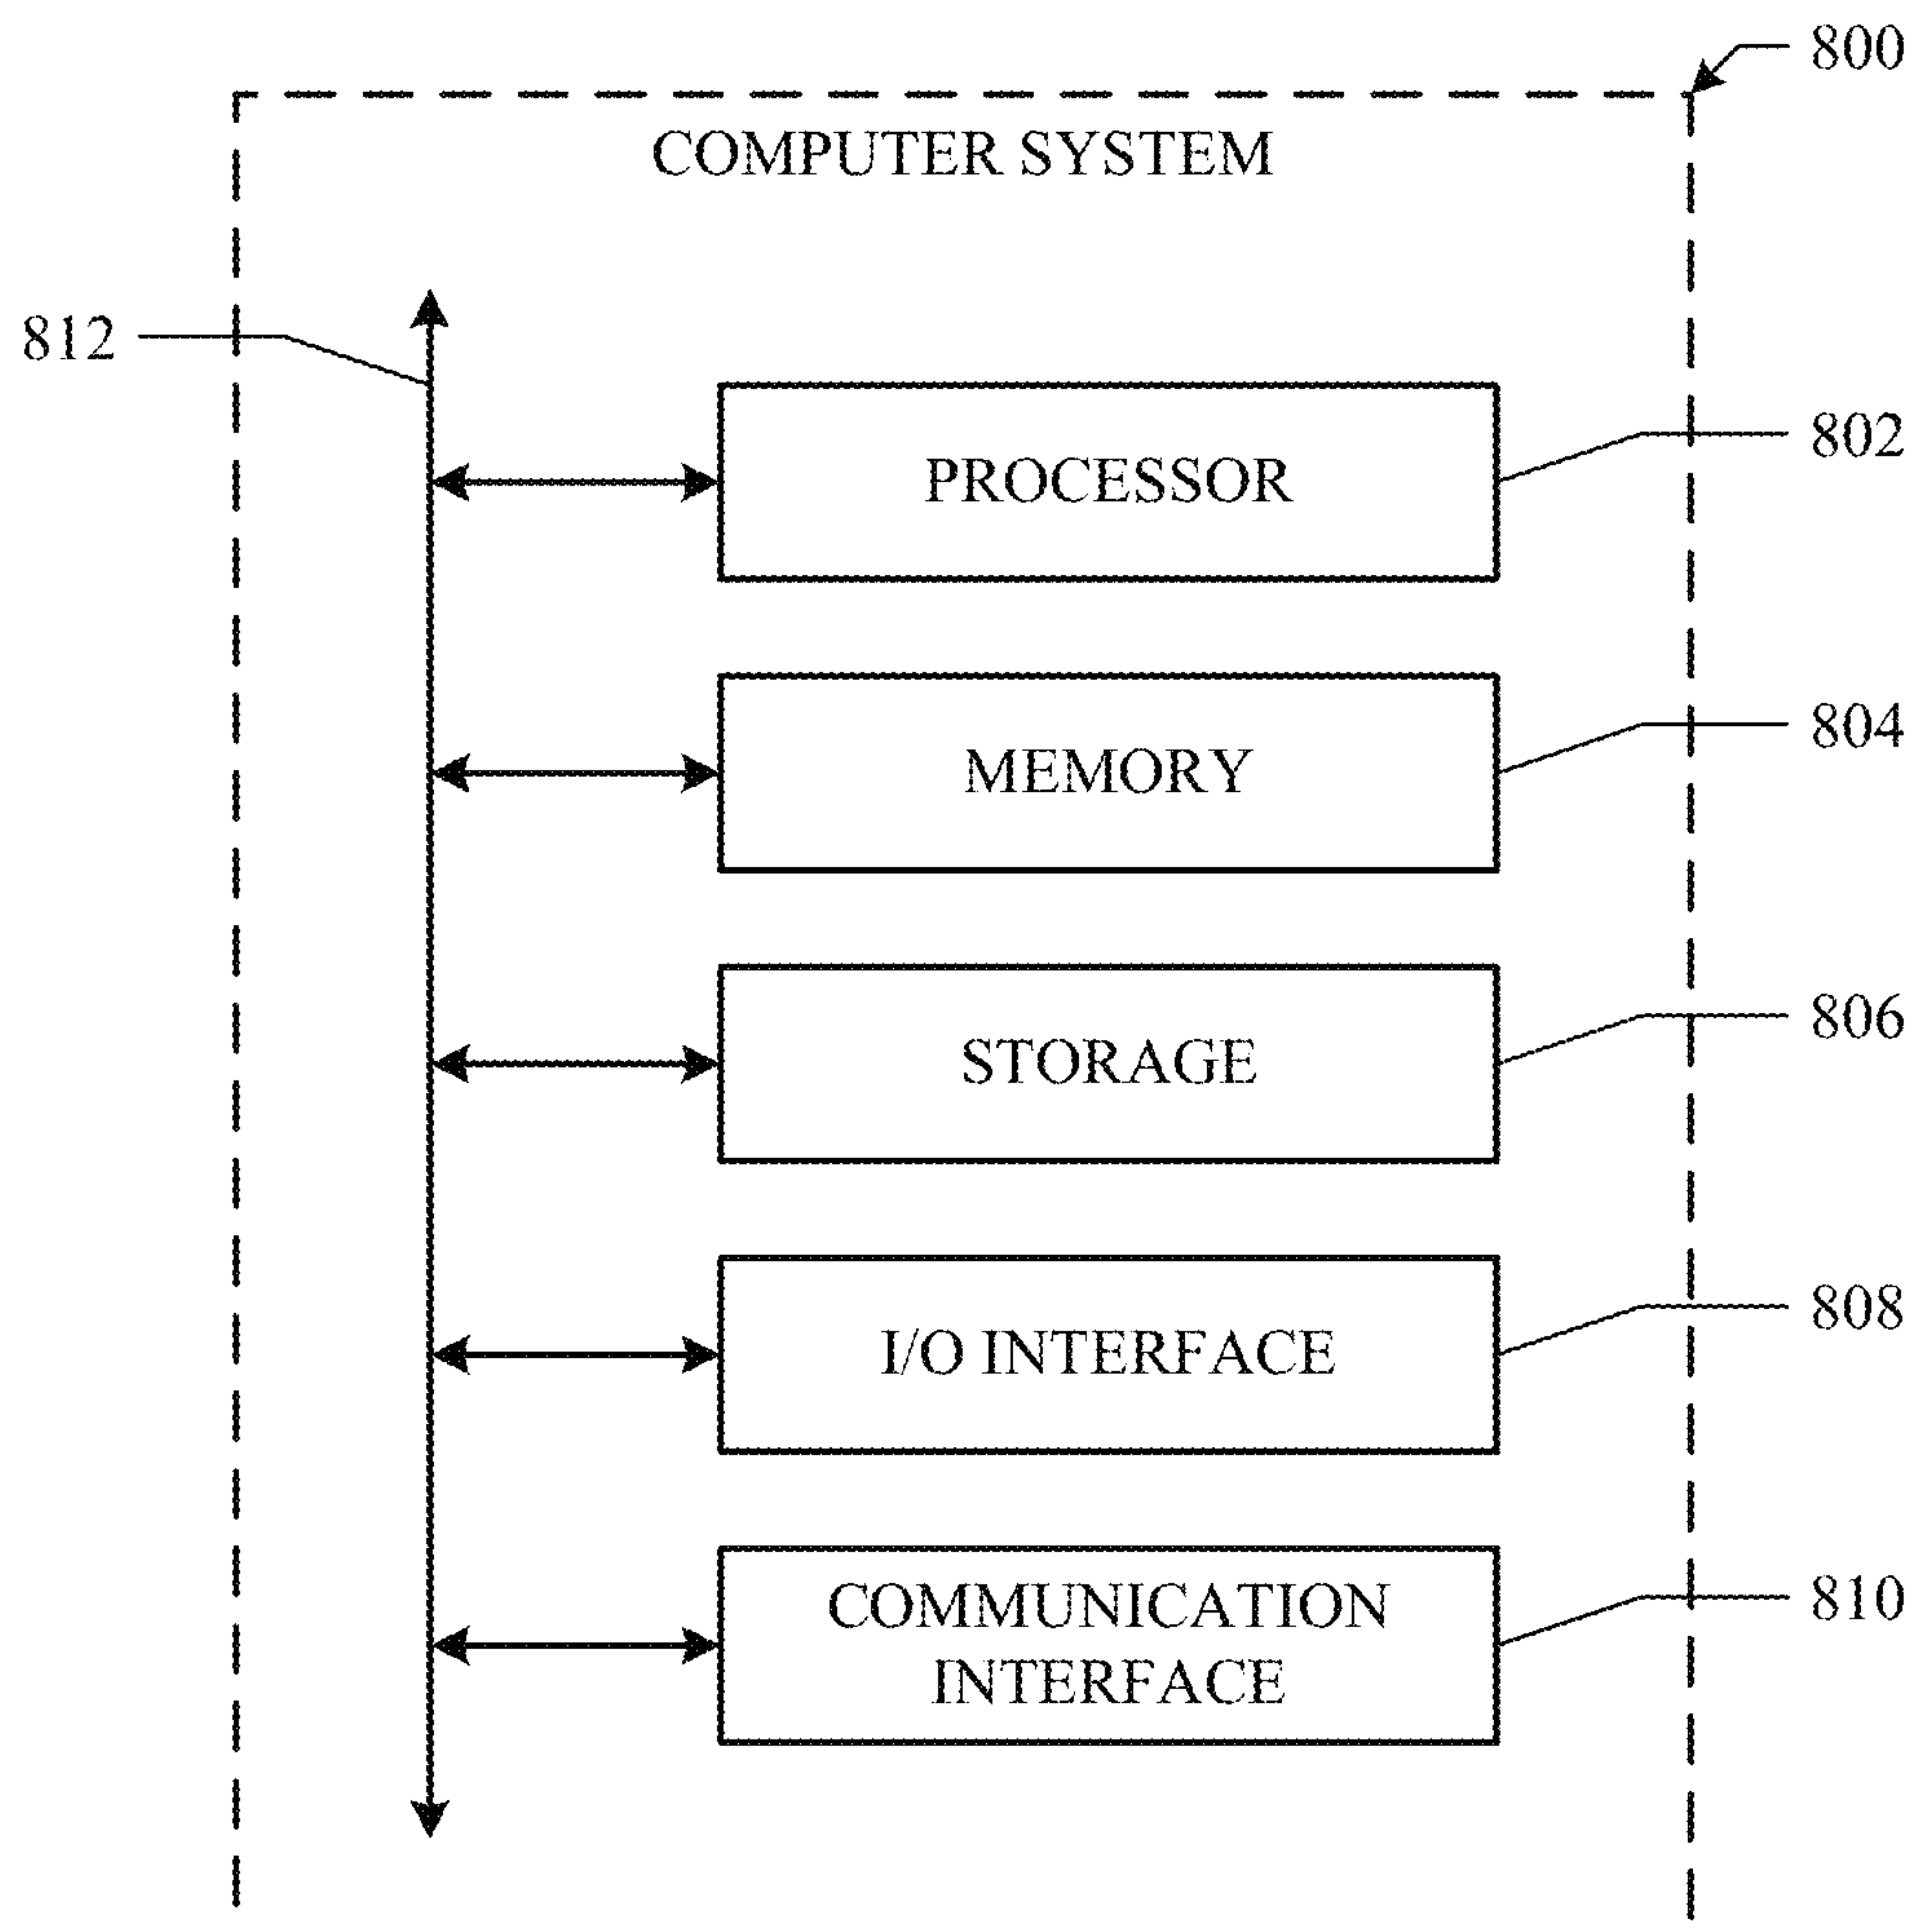 800
COMPUTER SYSTEM
812
PROCESSOR
802
MEMORY
804
STORAGE
806
I/O INTERFACE
808
COMMUNICATION
INTERFACE
810